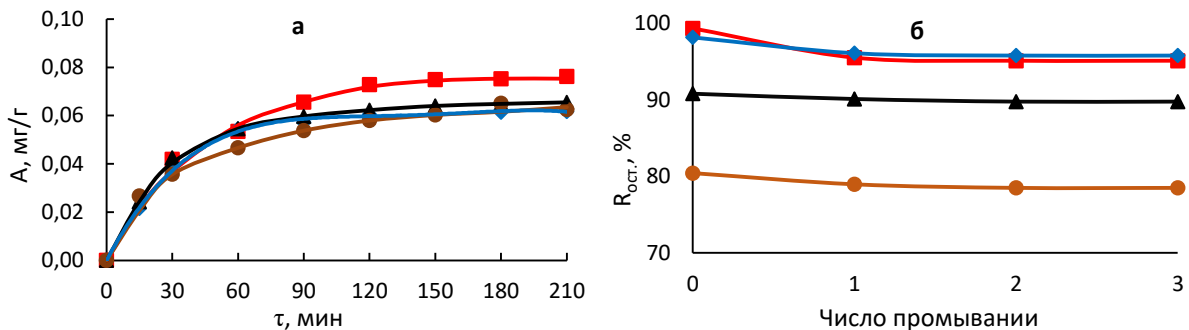 а
A, мг/г
0,10
0,08
0,06
0,04
0,02
0,00
0 30 60 90 120 150 180 210
τ, мин
б
Rост., %
100
90
80
70
0 1 2 3
Число промывании